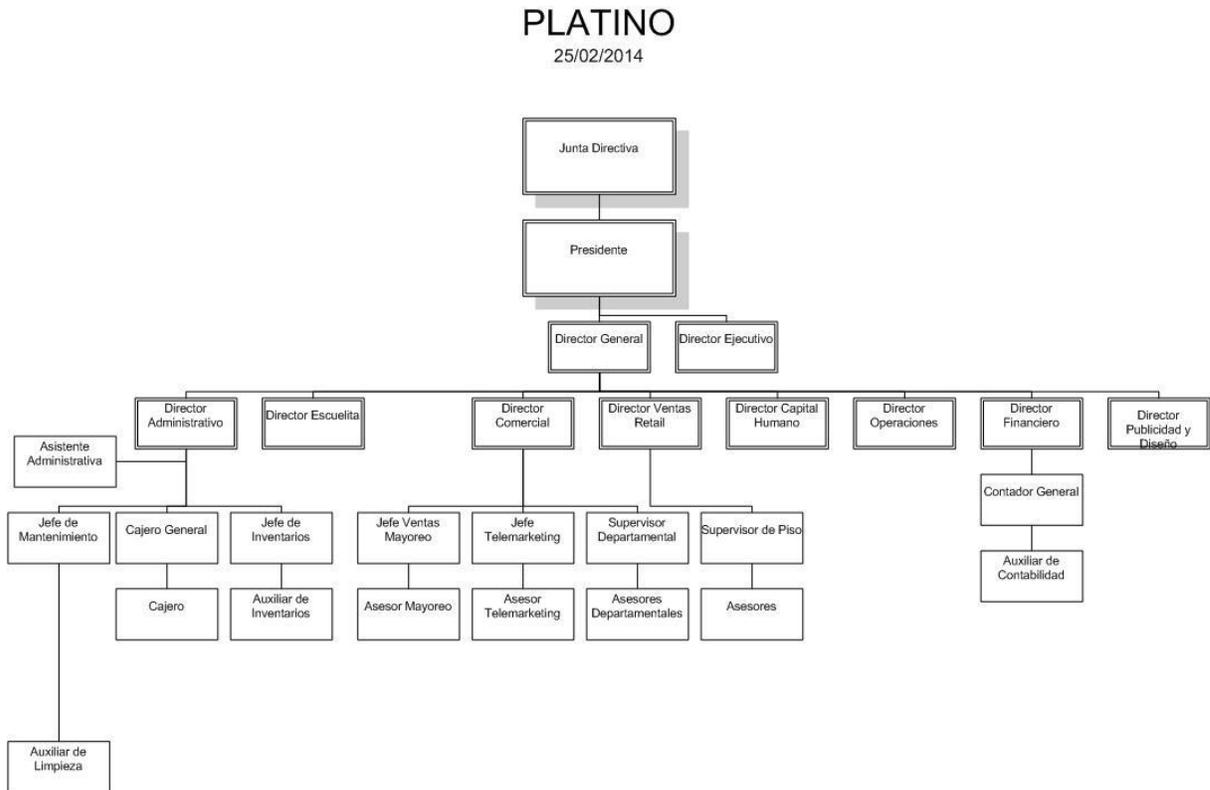 PLATINO
25/02/2014
Junta Directiva
Presidente
Director General
Director Ejecutivo
Director
Administrativo
Director Escuelita
Director
Comercial
Director Ventas
Retail
Director Capital
Humano
Director
Operaciones
Director
Financiero
Director
Publicidad y
Diseño
Asistente
Administrativa
Contador General
Jefe de
Mantenimiento
Cajero General
Jefe de
Inventarios
Jefe Ventas
Mayoreo
Jefe
Telemarketing
Supervisor
Departamental
Supervisor de Piso
Auxiliar de
Contabilidad
Cajero
Auxiliar de
Inventarios
Asesor Mayoreo
Asesor
Telemarketing
Asesores
Departamentales
Asesores
Auxiliar de
Limpieza